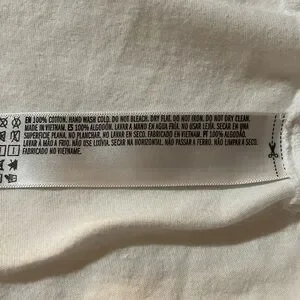 EN 100% COTTON. HAND WASH COLD. DO NOT BLEACH. DRY FLAT. DO NOT IRON. DO NOT DRY CLEAN.
MADE IN VIETNAM. ES 100% ALGODÓN. LAVAR A MANO EN AGUA FRÍA. NO USAR LEJÍA. SECAR EN UNA
SUPERFICIE PLANA. NO PLANCHAR. NO LAVAR EN SECO. FABRICADO EN VIETNAM. PT 100% ALGODÃO.
LAVAR À MÃO A FRIO. NÃO USE LIXÍVIA. SECAR NA HORIZONTAL. NÃO PASSAR A FERRO. NÃO LIMPAR A SECO.
FABRICADO NO VIETNAME.